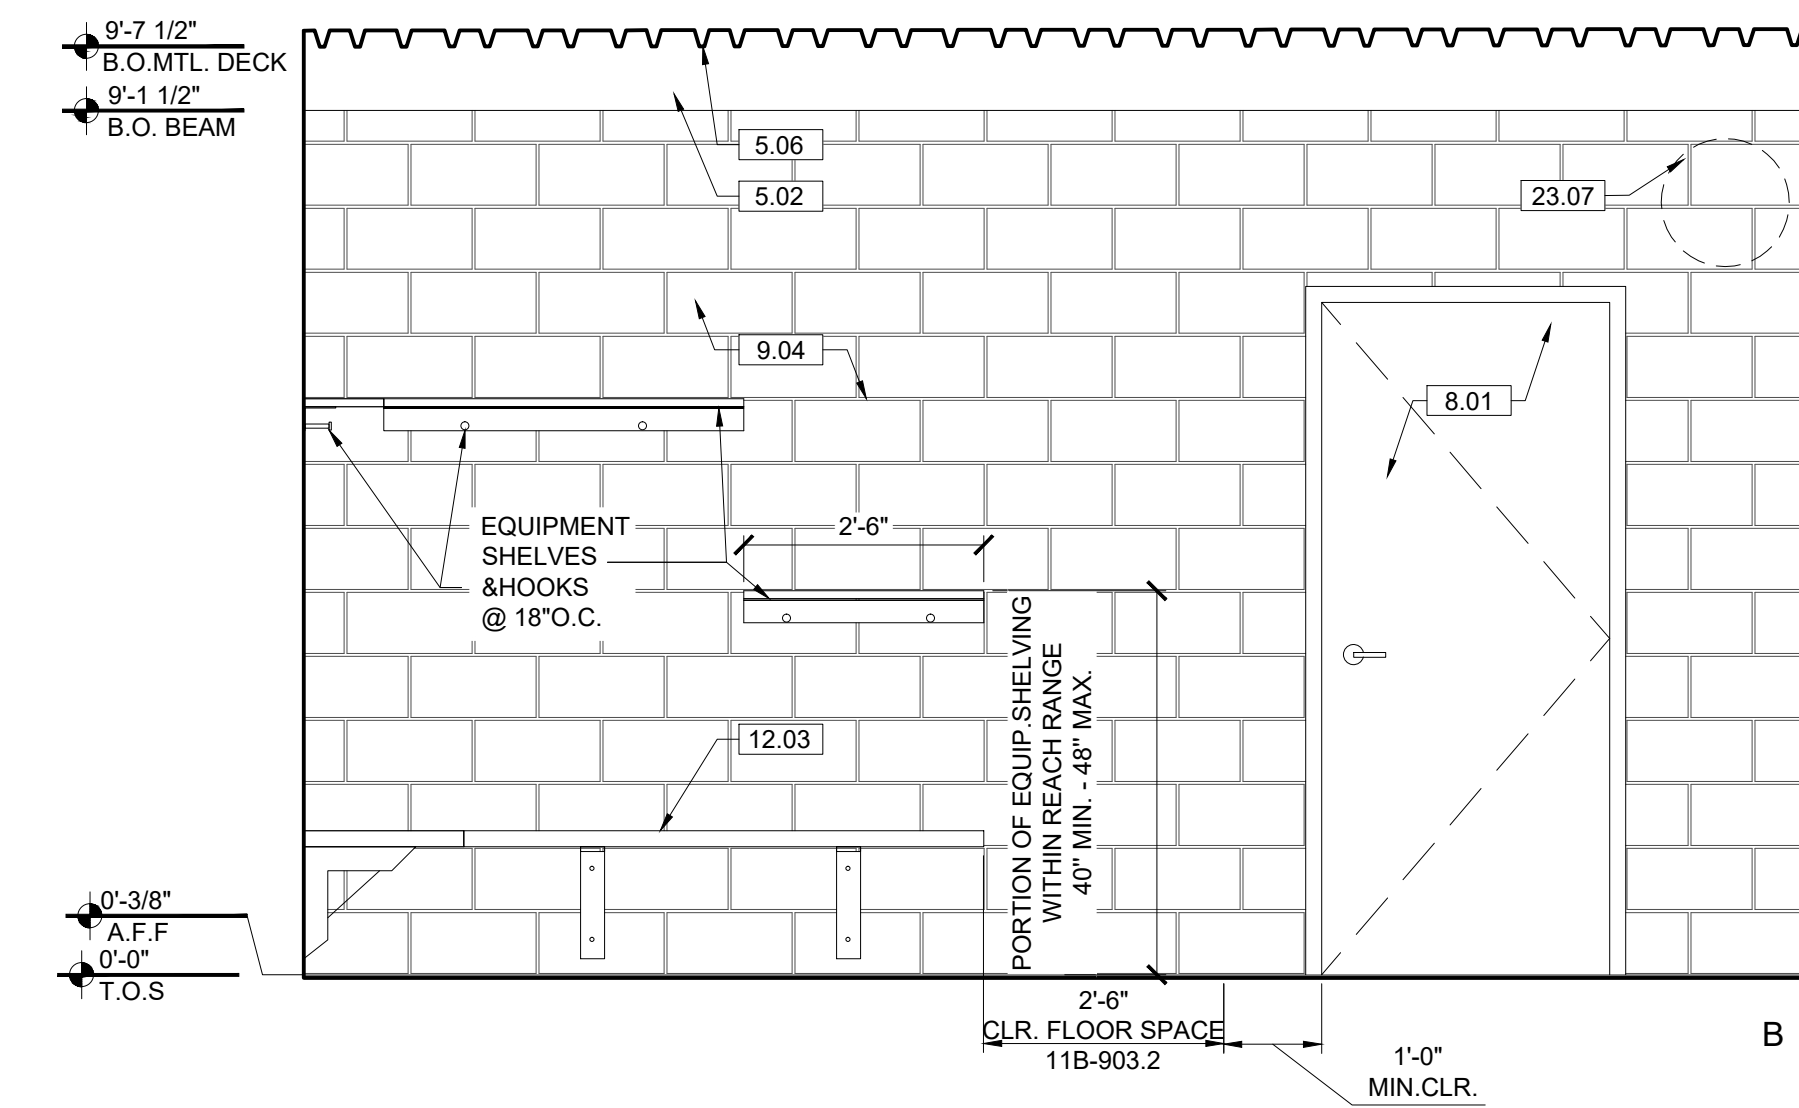 9'-7 1/2"
B.O.MTL. DECK
9'-1 1/2"
B.O. BEAM
5.06
5.02
23.07
9.04
8.01
EQUIPMENT
SHELVES
&HOOKS
@ 18"O.C.
2'-6"
PORTION OF EQUIP.SHELVING
WITHIN REACH RANGE
40" MIN. - 48" MAX.
12.03
0'-3/8"
A.F.F
0'-0"
T.O.S
2'-6"
CLR. FLOOR SPACE
11B-903.2
1'-0"
MIN.CLR.
B